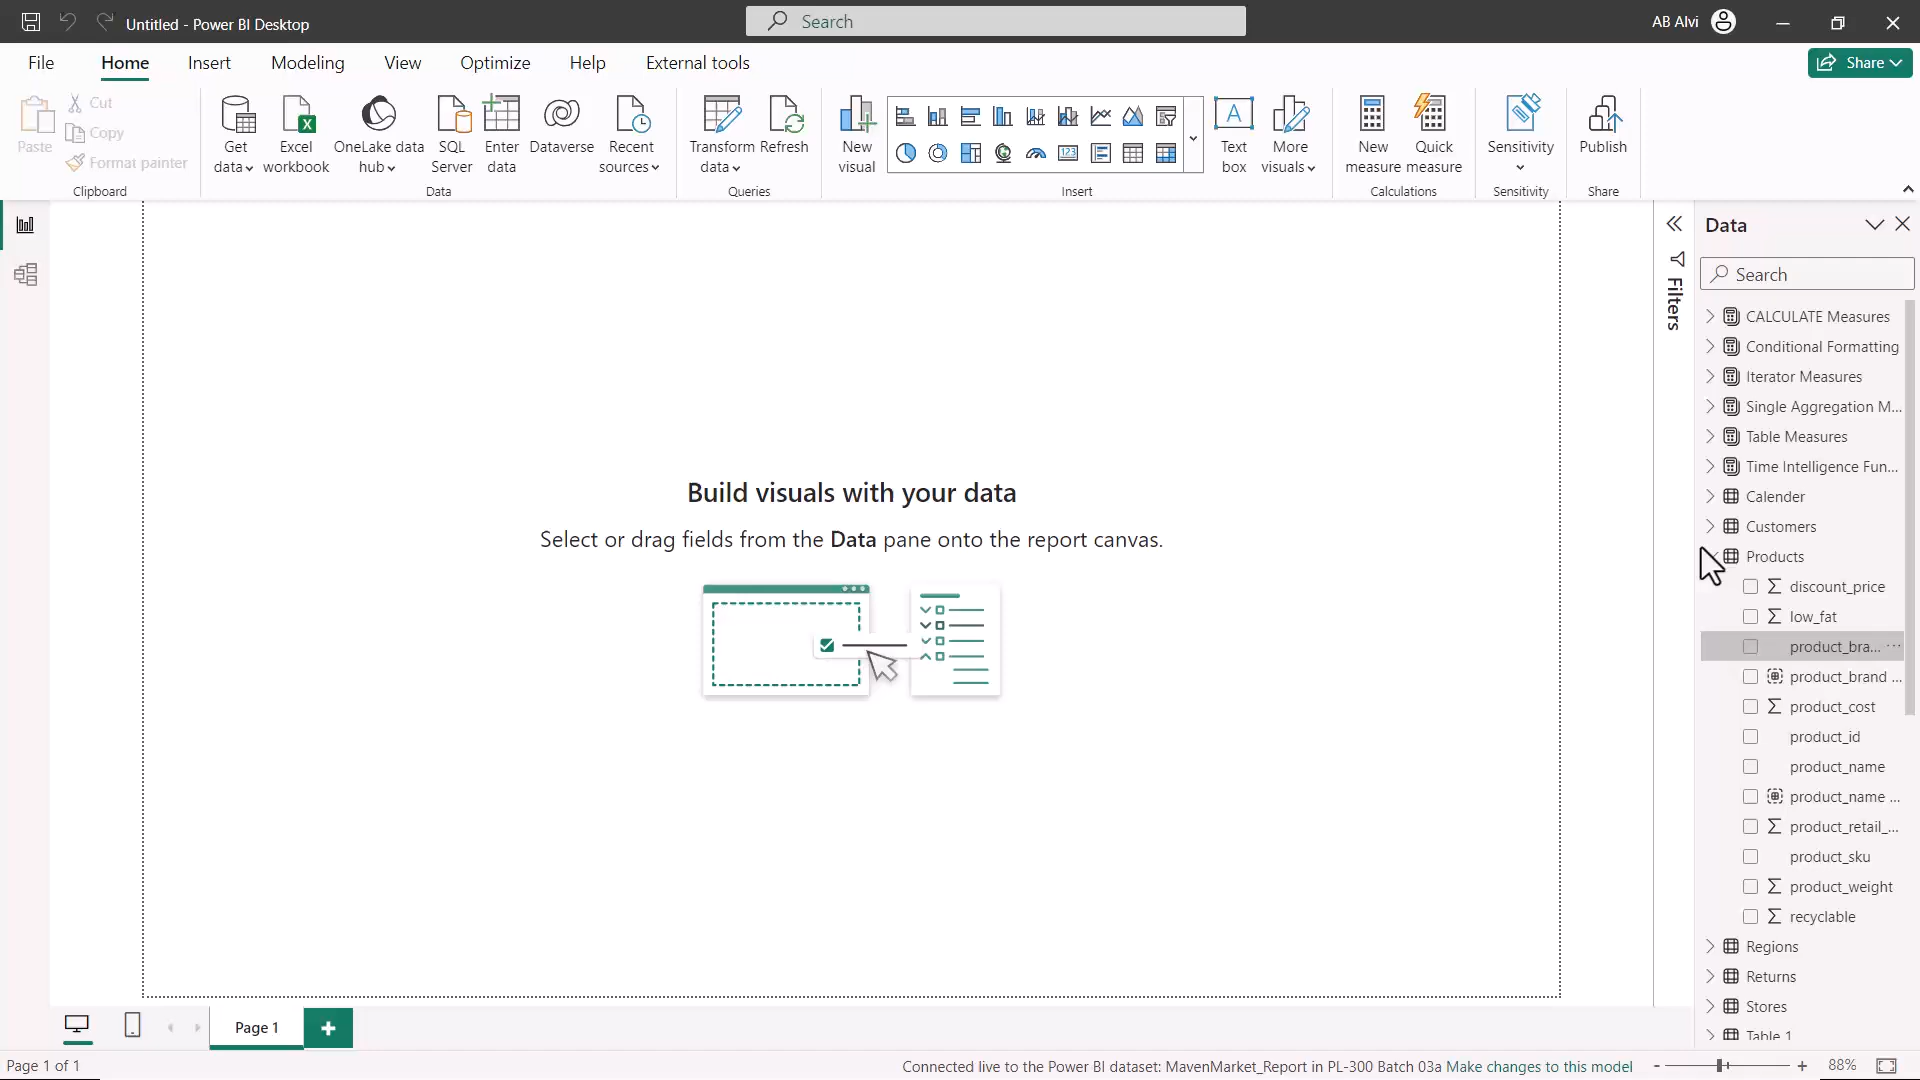 Untitled - Power BI Desktop
Search
AB Alvi
File
Home
Insert
Modeling
View
Optimize
Help
External tools
Share
Paste
Cut
Copy
Format painter
Clipboard
Get data
Excel workbook
OneLake data hub
SQL Server
Enter data
Dataverse
Recent sources
Data
Transform data
Refresh
Queries
New visual
Text box
More visuals
Insert
New measure
Quick measure
Calculations
Sensitivity
Sensitivity
Publish
Share
Build visuals with your data
Select or drag fields from the Data pane onto the report canvas.
Filters
Data
Search
CALCULATE Measures
Conditional Formatting
Iterator Measures
Single Aggregation M...
Table Measures
Time Intelligence Fun...
Calender
Customers
Products
discount_price
low_fat
product_bra...
product_brand ...
product_cost
product_id
product_name
product_name ...
product_retail_...
product_sku
product_weight
recyclable
Regions
Returns
Stores
Table 1
Page 1
Page 1 of 1
Connected live to the Power BI dataset: MavenMarket_Report in PL-300 Batch 03a Make changes to this model
88%